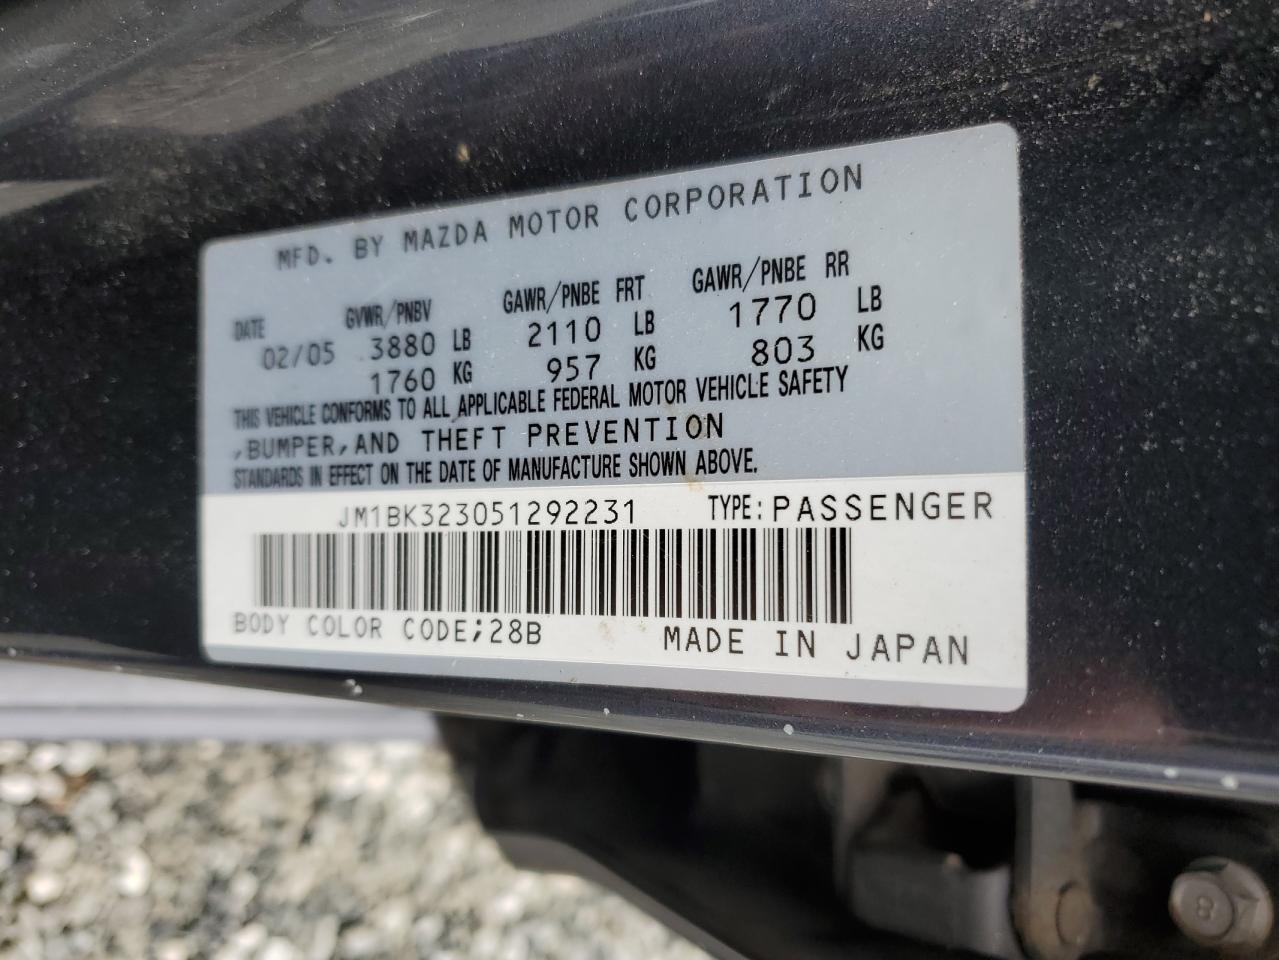 MFD. BY MAZDA MOTOR CORPORATION
DATE GVWR/PNBV GAWR/PNBE FRT GAWR/PNBE RR
02/05 3880 LB 2110 LB 1770 LB
1760 KG 957 KG 803 KG
THIS VEHICLE CONFORMS TO ALL APPLICABLE FEDERAL MOTOR VEHICLE SAFETY
,BUMPER,AND THEFT PREVENTION
STANDARDS IN EFFECT ON THE DATE OF MANUFACTURE SHOWN ABOVE.
JM1BK323051292231 TYPE:PASSENGER
BODY COLOR CODE;28B MADE IN JAPAN
8